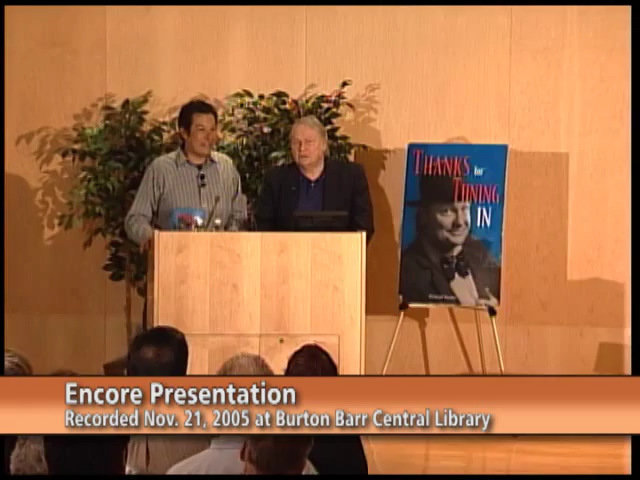 THANKS for
TUNING
IN
Encore Presentation
Recorded Nov. 21, 2005 at Burton Barr Central Library